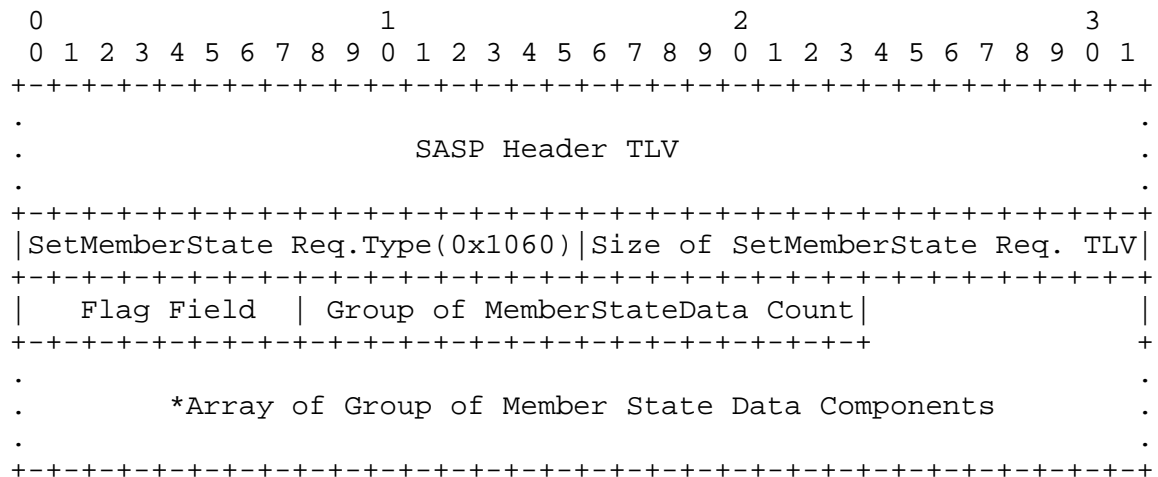 0                   1                   2                   3
 0 1 2 3 4 5 6 7 8 9 0 1 2 3 4 5 6 7 8 9 0 1 2 3 4 5 6 7 8 9 0 1
+-+-+-+-+-+-+-+-+-+-+-+-+-+-+-+-+-+-+-+-+-+-+-+-+-+-+-+-+-+-+-+-+
.                                                               .
.                      SASP Header TLV                          .
.                                                               .
+-+-+-+-+-+-+-+-+-+-+-+-+-+-+-+-+-+-+-+-+-+-+-+-+-+-+-+-+-+-+-+-+
|SetMemberState Req.Type(0x1060)|Size of SetMemberState Req. TLV|
+-+-+-+-+-+-+-+-+-+-+-+-+-+-+-+-+-+-+-+-+-+-+-+-+-+-+-+-+-+-+-+-+
|   Flag Field  | Group of MemberStateData Count|               |
+-+-+-+-+-+-+-+-+-+-+-+-+-+-+-+-+-+-+-+-+-+-+-+-+               +
.                                                               .
.        *Array of Group of Member State Data Components        .
.                                                               .
+-+-+-+-+-+-+-+-+-+-+-+-+-+-+-+-+-+-+-+-+-+-+-+-+-+-+-+-+-+-+-+-+